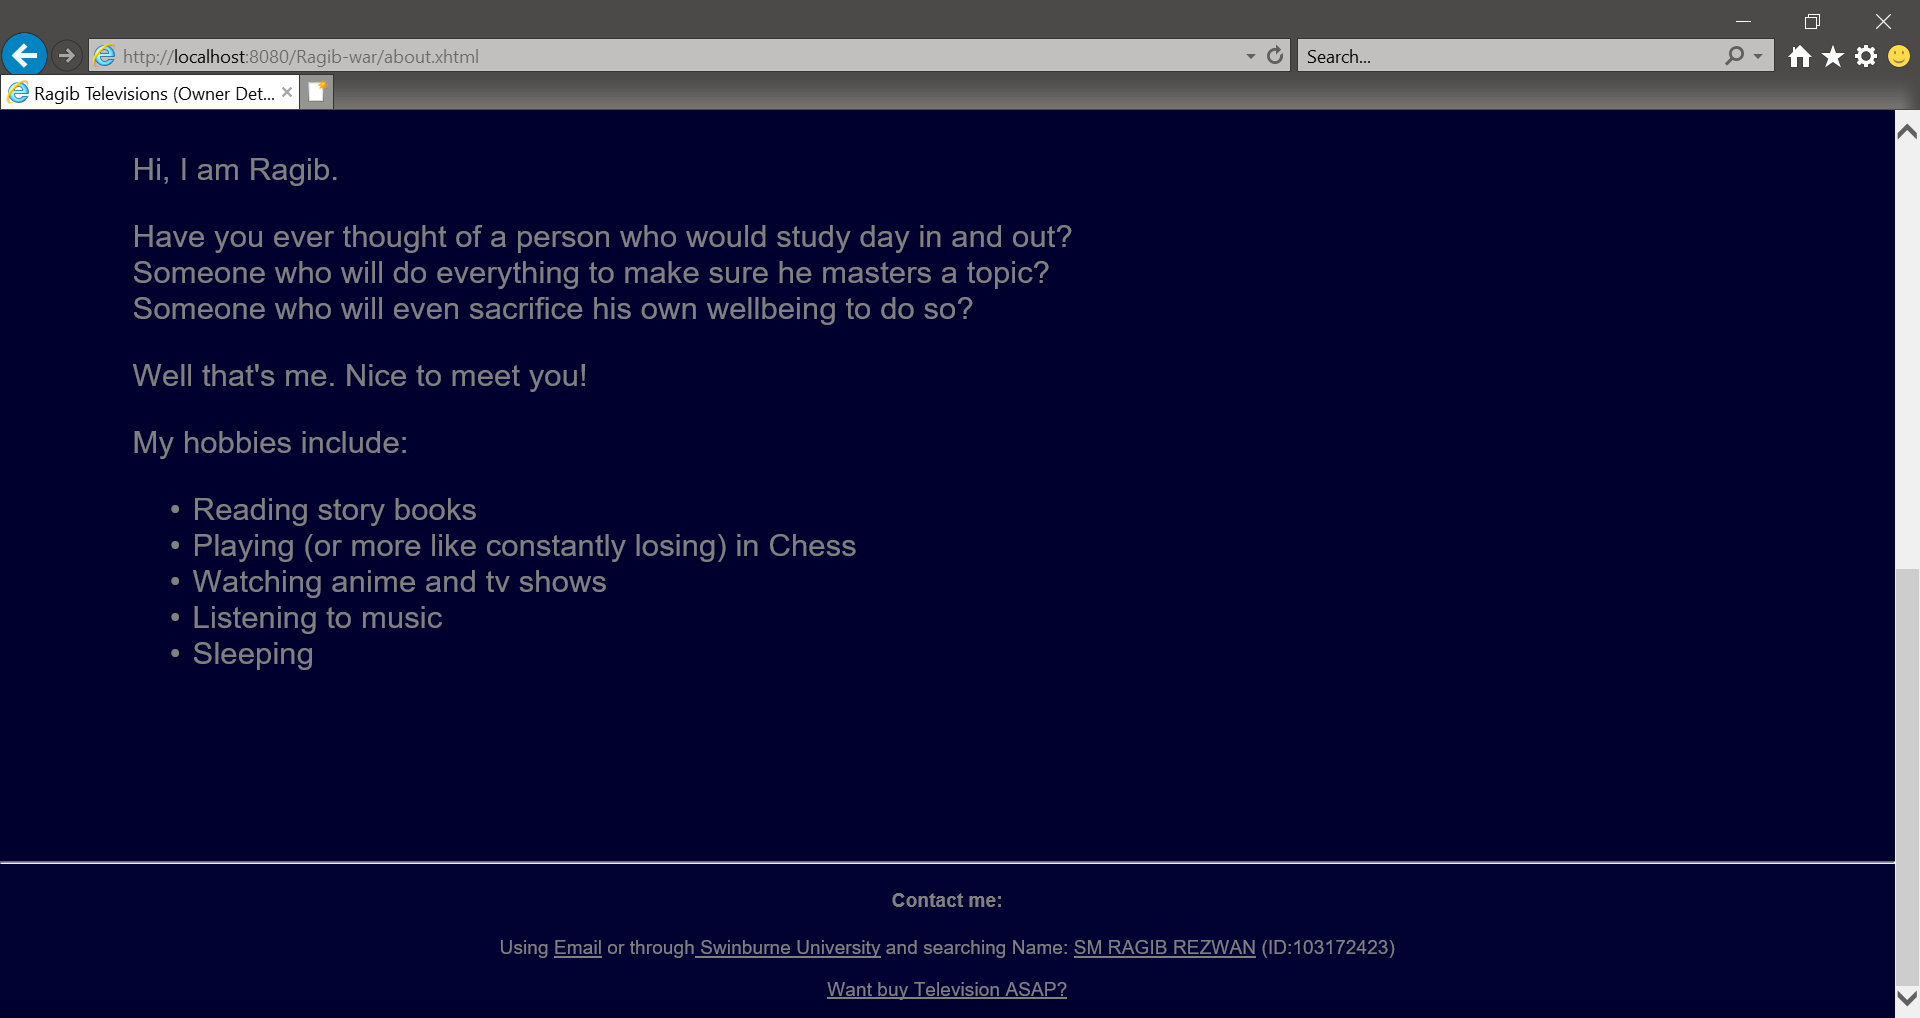 http://localhost:8080/Ragib-war/about.xhtml
Search...
Ragib Televisions (Owner Det...
Hi, I am Ragib.
Have you ever thought of a person who would study day in and out?
Someone who will do everything to make sure he masters a topic?
Someone who will even sacrifice his own wellbeing to do so?
Well that's me. Nice to meet you!
My hobbies include:
• Reading story books
• Playing (or more like constantly losing) in Chess
• Watching anime and tv shows
• Listening to music
• Sleeping
Contact me:
Using Email or through Swinburne University and searching Name: SM RAGIB REZWAN (ID:103172423)
Want buy Television ASAP?